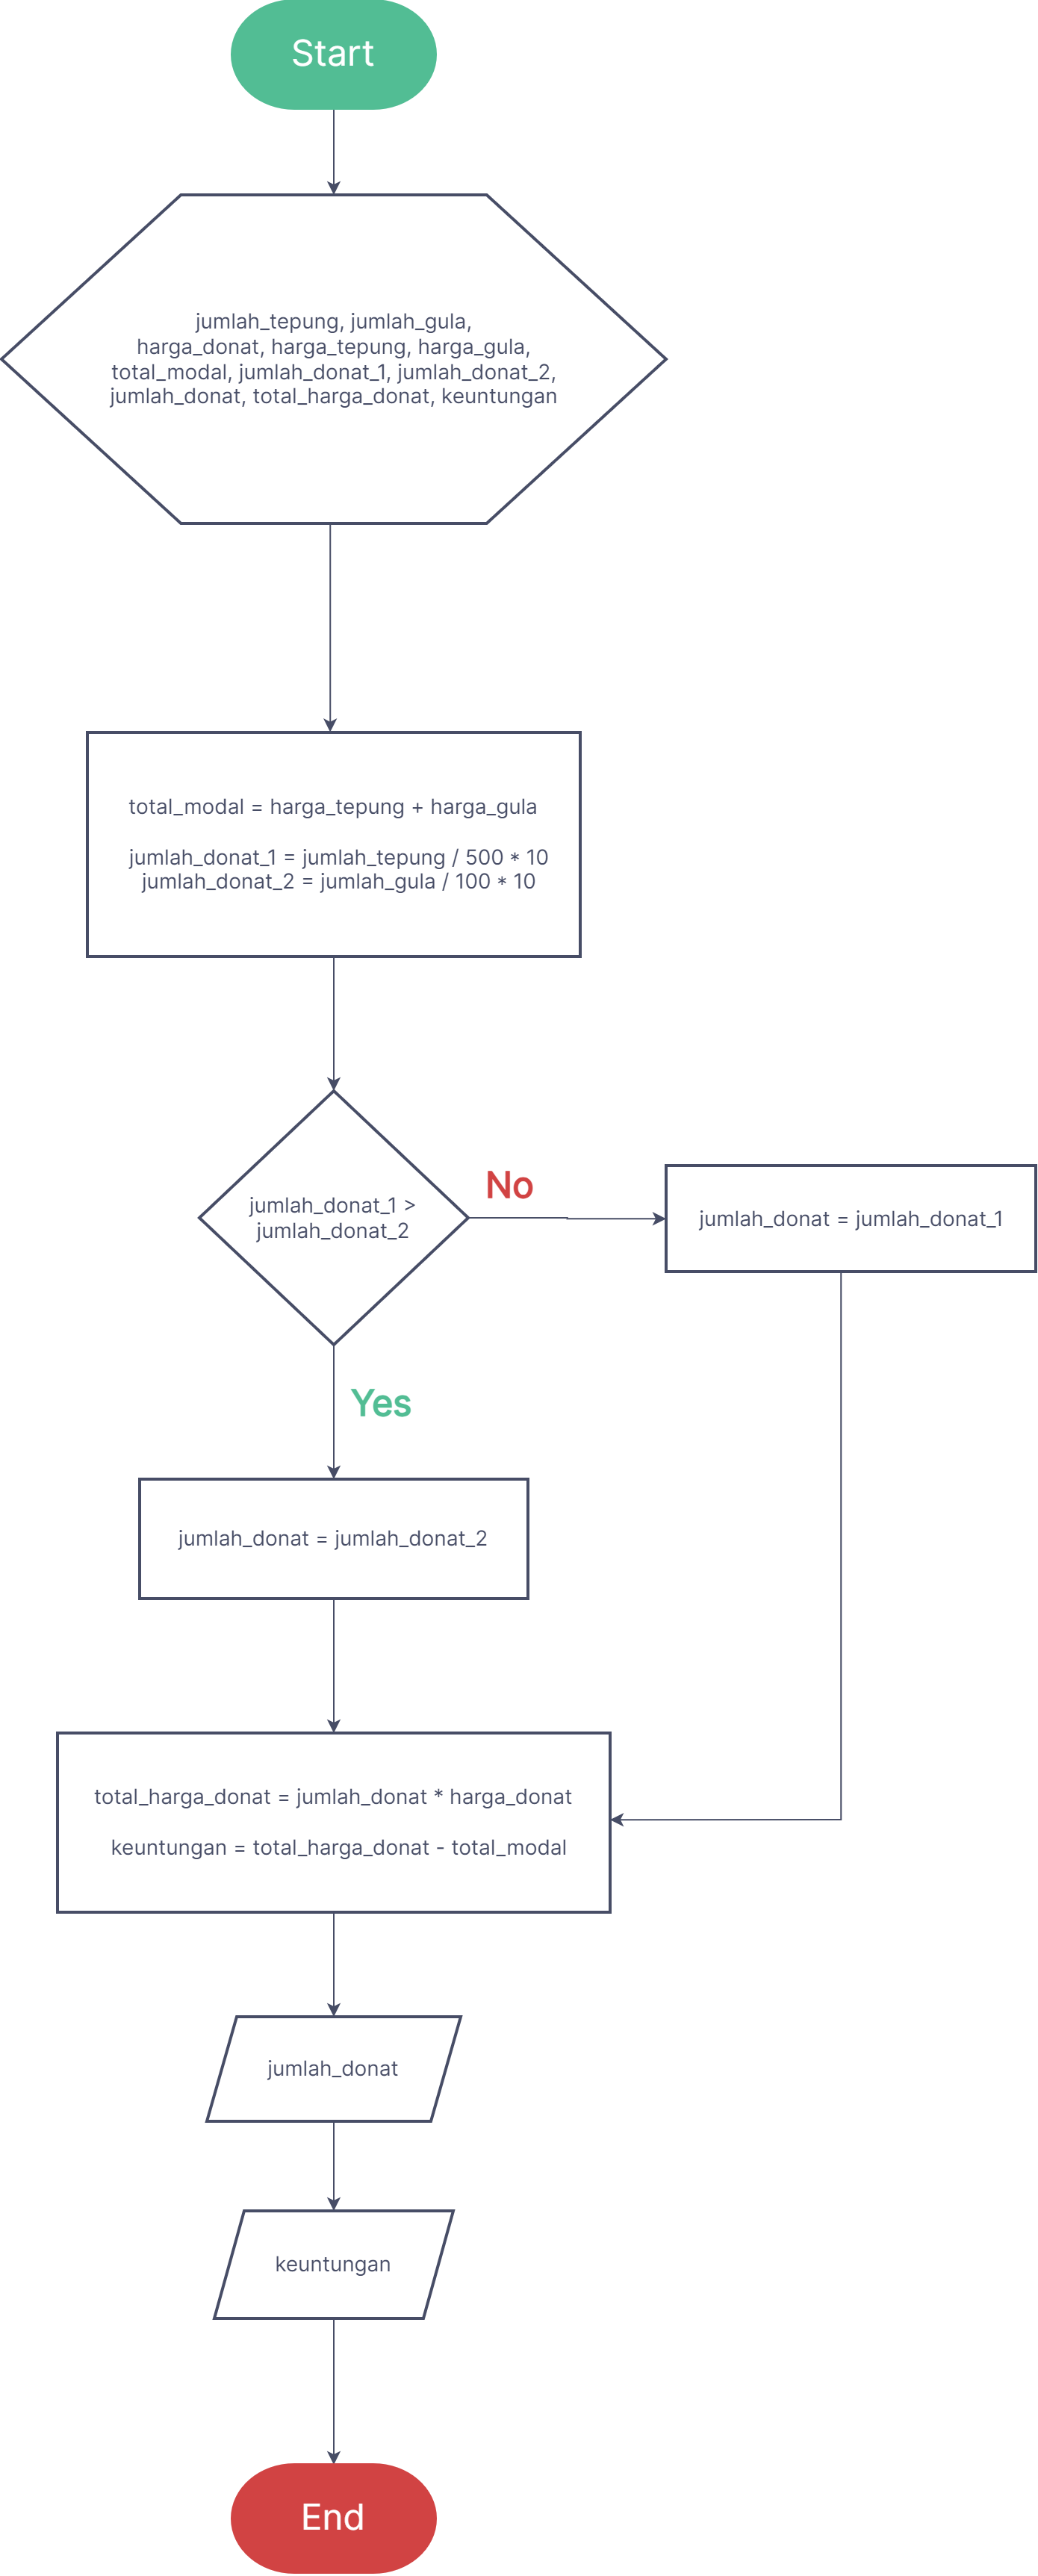 Start
jumlah_tepung, jumlah_gula,
harga_donat, harga_tepung, harga_gula,
total_modal, jumlah_donat_1, jumlah_donat_2,
jumlah_donat, total_harga_donat, keuntungan
total_modal = harga_tepung + harga_gula
jumlah_donat_1 = jumlah_tepung / 500 * 10
jumlah_donat_2 = jumlah_gula / 100 * 10
jumlah_donat_1 >
jumlah_donat_2
No
jumlah_donat = jumlah_donat_1
Yes
jumlah_donat = jumlah_donat_2
total_harga_donat = jumlah_donat * harga_donat
keuntungan = total_harga_donat - total_modal
jumlah_donat
keuntungan
End